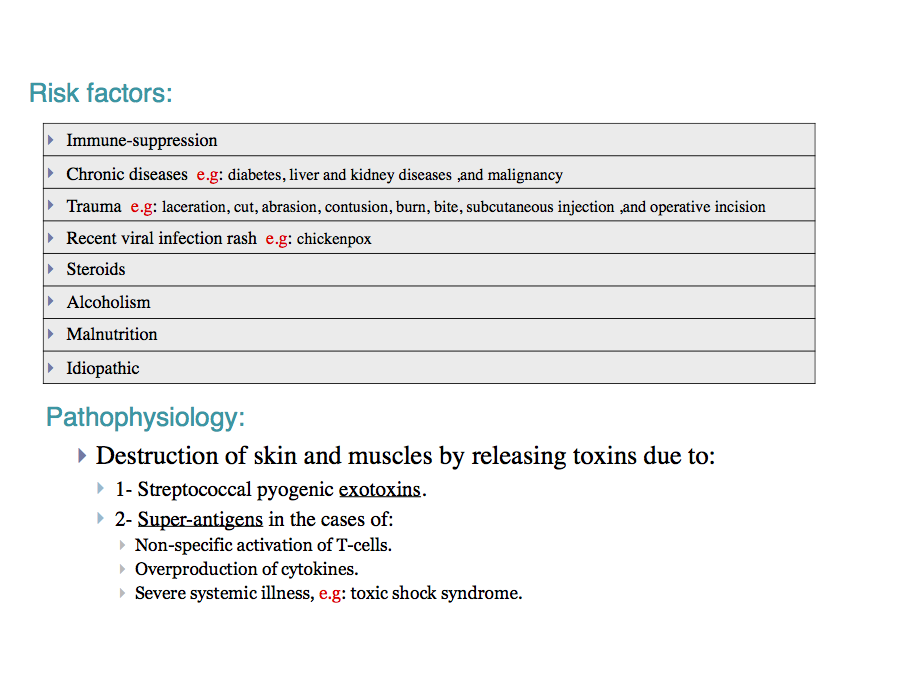 Risk factors:
Immune-suppression
Chronic diseases e.g: diabetes, liver and kidney diseases ,and malignancy
Trauma e.g: laceration, cut, abrasion, contusion, burn, bite, subcutaneous injection ,and operative incision
Recent viral infection rash e.g: chickenpox
Steroids
Alcoholism
Malnutrition
Idiopathic
Pathophysiology:
Destruction of skin and muscles by releasing toxins due to:
1- Streptococcal pyogenic exotoxins.
2- Super-antigens in the cases of:
Non-specific activation of T-cells.
Overproduction of cytokines.
Severe systemic illness, e.g: toxic shock syndrome.